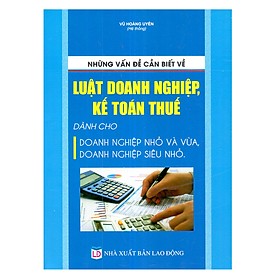 VŨ HOÀNG UYÊN
(Hệ thống)
NHỮNG VẤN ĐỀ CẦN BIẾT VỀ
LUẬT DOANH NGHIỆP,
KẾ TOÁN THUẾ
DÀNH CHO
DOANH NGHIỆP NHỎ VÀ VỪA,
DOANH NGHIỆP SIÊU NHỎ.
NHÀ XUẤT BẢN LAO ĐỘNG